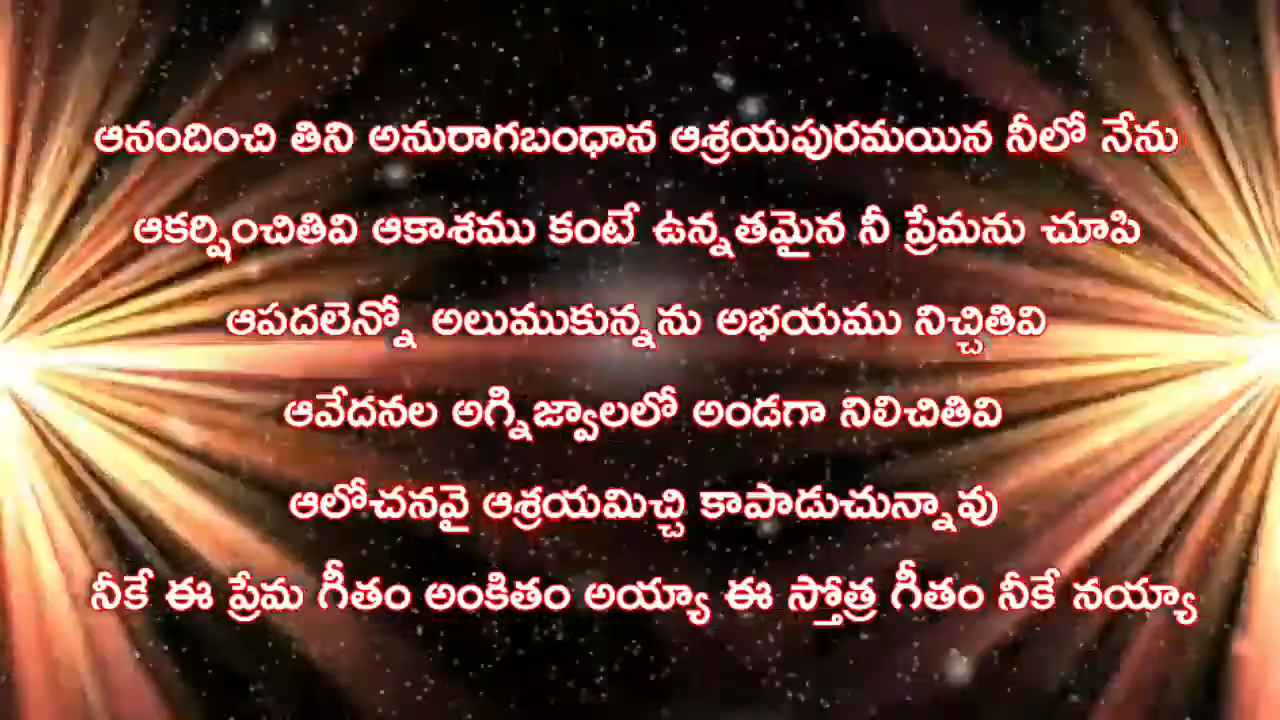 ఆనందించి తిని అనురాగబంధాన ఆశ్రయపురమయిన నీలో నేను
ఆకర్షించితివి ఆకాశము కంటే ఉన్నతమైన నీ ప్రేమను చూపి
ఆపదలెన్నో అలుముకున్నను అభయము నిచ్చితివి
ఆవేదనల అగ్నిజ్వాలలలో అండగా నిలిచితివి
ఆలోచనవై ఆశ్రయమిచ్చి కాపాడుచున్నావు
నీకే ఈ ప్రేమ గీతం అంకితం అయ్యా ఈ స్తోత్ర గీతం నీకే నయ్యా